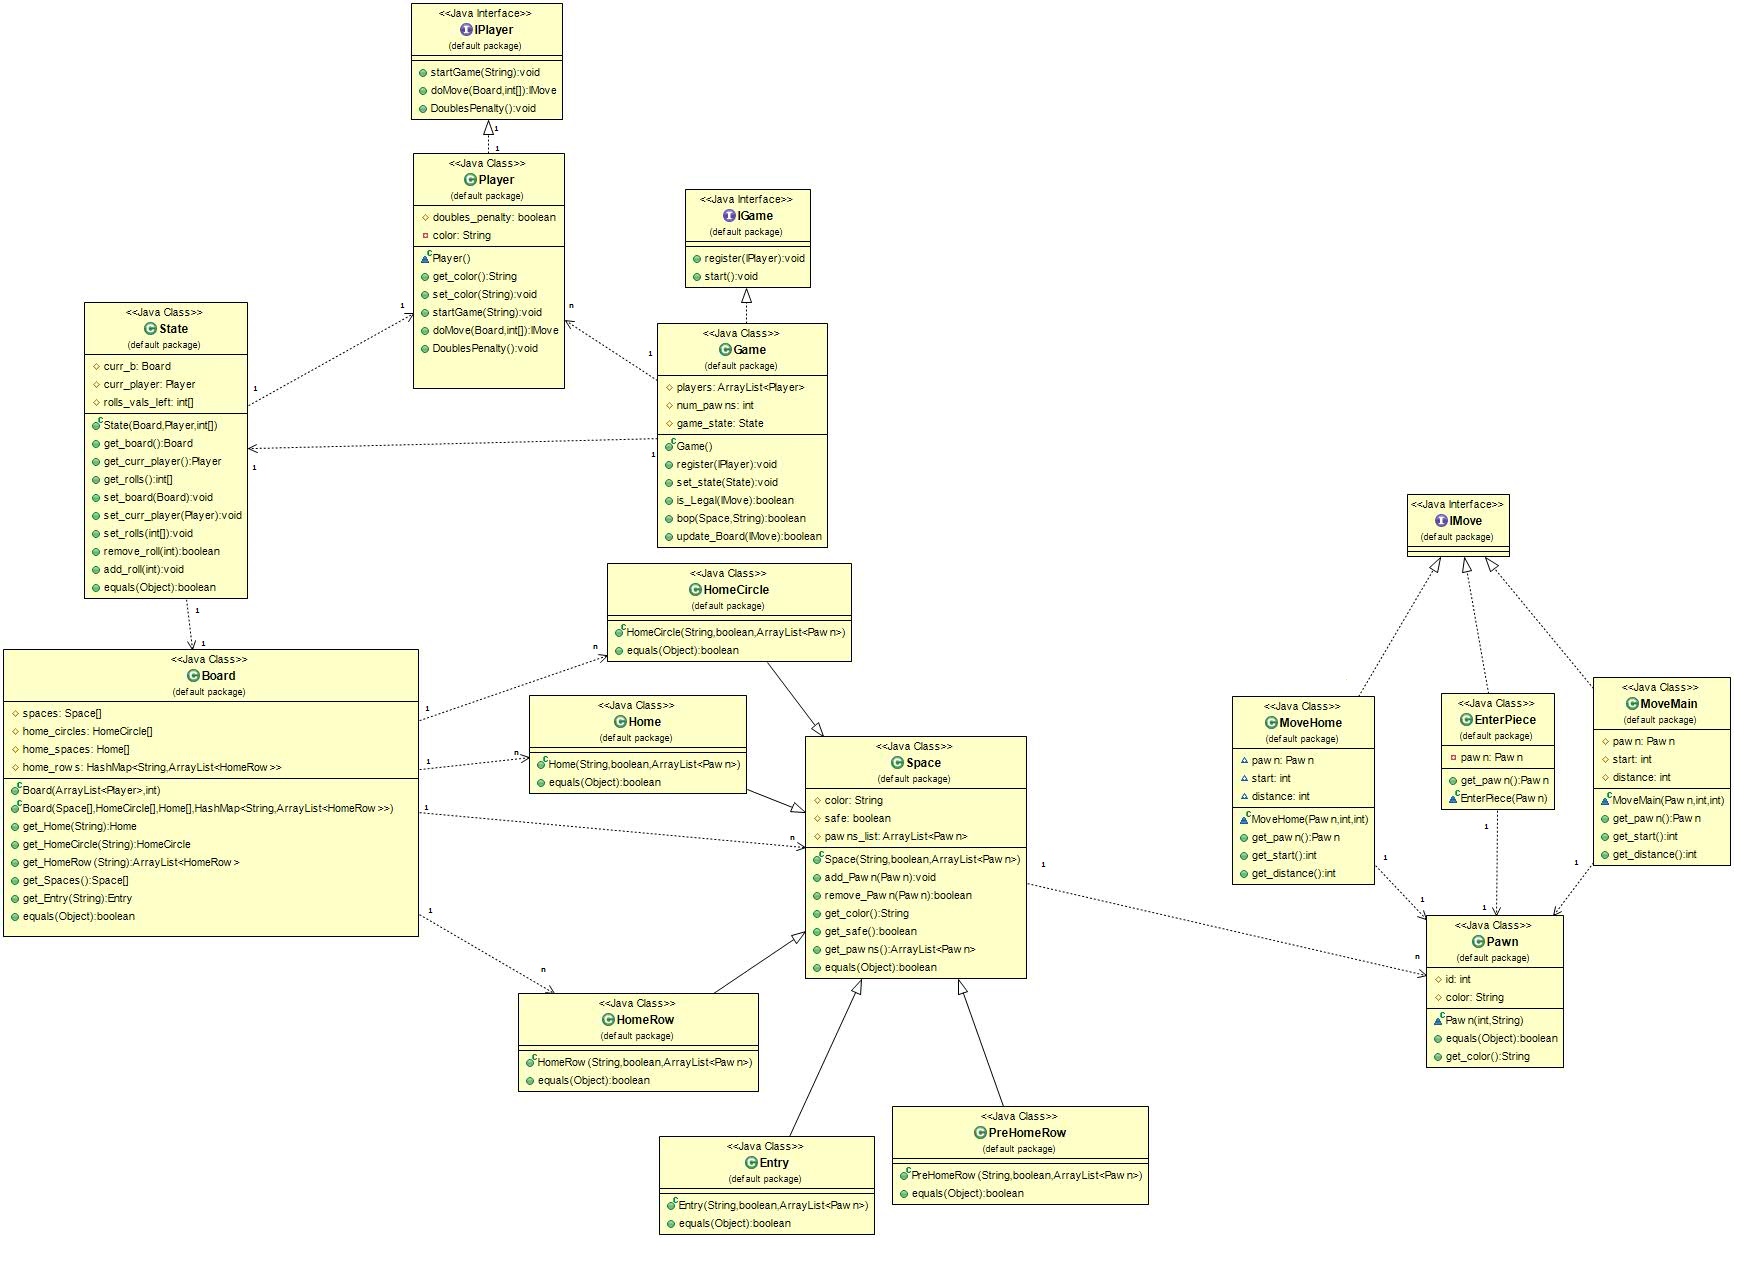 <<Java Interface>>
IPlayer
(default package)
startGame(String):void
doMove(Board,int[]):IMove
DoublesPenalty():void
1
1
<<Java Class>>
Player
(default package)
doubles_penalty: boolean
color: String
Player()
get_color():String
set_color(String):void
startGame(String):void
doMove(Board,int[]):IMove
DoublesPenalty():void
<<Java Interface>>
IGame
(default package)
register(IPlayer):void
start():void
<<Java Class>>
State
(default package)
curr_b: Board
curr_player: Player
rolls_vals_left: int[]
State(Board,Player,int[])
get_board():Board
get_curr_player():Player
get_rolls():int[]
set_board(Board):void
set_curr_player(Player):void
set_rolls(int[]):void
remove_roll(int):boolean
add_roll(int):void
equals(Object):boolean
1
1
n
1
1
1
<<Java Class>>
Game
(default package)
players: ArrayList<Player>
num_pawns: int
game_state: State
Game()
register(IPlayer):void
set_state(State):void
is_Legal(IMove):boolean
bop(Space,String):boolean
update_Board(IMove):boolean
<<Java Interface>>
IMove
(default package)
1
1
<<Java Class>>
HomeCircle
(default package)
HomeCircle(String,boolean,ArrayList<Pawn>)
equals(Object):boolean
<<Java Class>>
Board
(default package)
spaces: Space[]
home_circles: HomeCircle[]
home_spaces: Home[]
home_rows: HashMap<String,ArrayList<HomeRow>>
Board(ArrayList<Player>,int)
Board(Space[],HomeCircle[],Home[],HashMap<String,ArrayList<HomeRow>>)
get_Home(String):Home
get_HomeCircle(String):HomeCircle
get_HomeRow(String):ArrayList<HomeRow>
get_Spaces():Space[]
get_Entry(String):Entry
equals(Object):boolean
1
n
1
n
1
n
1
n
<<Java Class>>
Home
(default package)
Home(String,boolean,ArrayList<Pawn>)
equals(Object):boolean
<<Java Class>>
Space
(default package)
color: String
safe: boolean
pawns_list: ArrayList<Pawn>
Space(String,boolean,ArrayList<Pawn>)
add_Pawn(Pawn):void
remove_Pawn(Pawn):boolean
get_color():String
get_safe():boolean
get_pawns():ArrayList<Pawn>
equals(Object):boolean
1
n
<<Java Class>>
MoveHome
(default package)
pawn: Pawn
start: int
distance: int
MoveHome(Pawn,int,int)
get_pawn():Pawn
get_start():int
get_distance():int
<<Java Class>>
EnterPiece
(default package)
pawn: Pawn
get_pawn():Pawn
EnterPiece(Pawn)
<<Java Class>>
MoveMain
(default package)
pawn: Pawn
start: int
distance: int
MoveMain(Pawn,int,int)
get_pawn():Pawn
get_start():int
get_distance():int
1
1
1
1
1
<<Java Class>>
Pawn
(default package)
id: int
color: String
Pawn(int,String)
equals(Object):boolean
get_color():String
<<Java Class>>
HomeRow
(default package)
HomeRow(String,boolean,ArrayList<Pawn>)
equals(Object):boolean
<<Java Class>>
Entry
(default package)
Entry(String,boolean,ArrayList<Pawn>)
equals(Object):boolean
<<Java Class>>
PreHomeRow
(default package)
PreHomeRow(String,boolean,ArrayList<Pawn>)
equals(Object):boolean